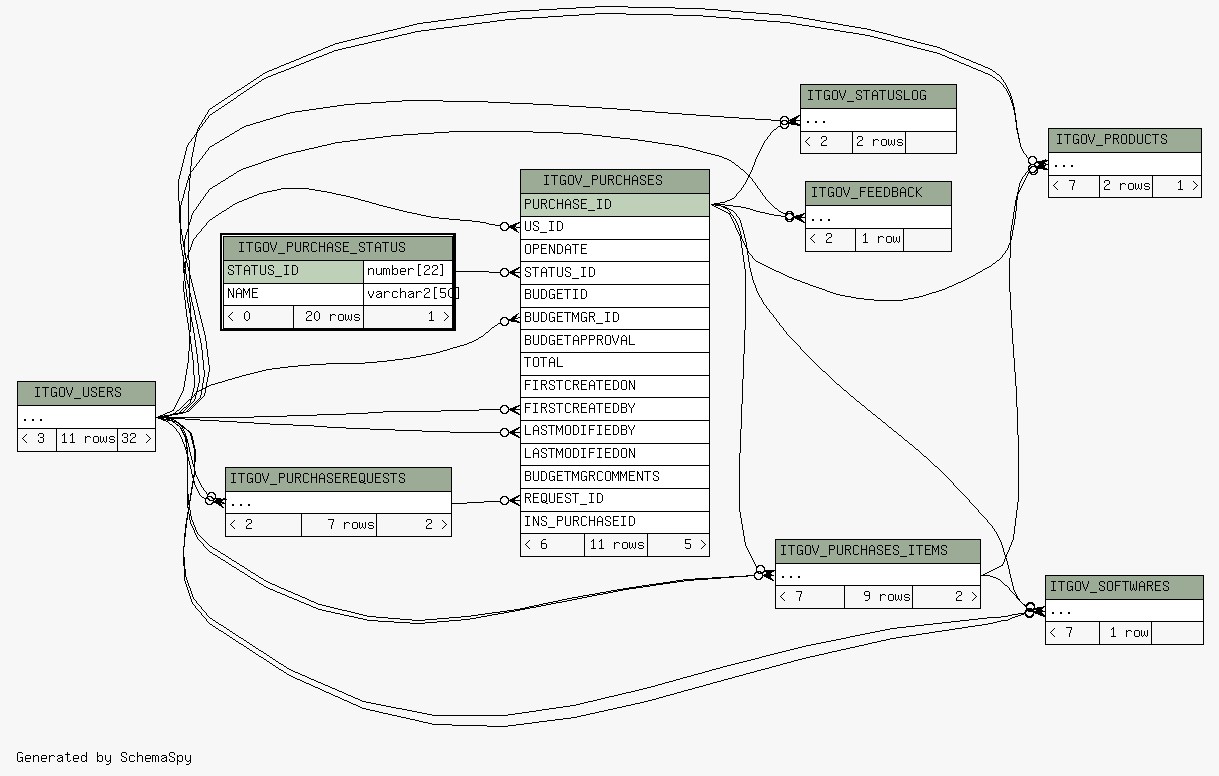 ITGOV_STATUSLOG
...
< 2 2 rows
ITGOV_PRODUCTS
...
< 7 2 rows 1 >
ITGOV_FEEDBACK
...
< 2 1 row
ITGOV_PURCHASES
PURCHASE_ID
US_ID
OPENDATE
STATUS_ID
BUDGETID
BUDGETMGR_ID
BUDGETAPPROVAL
TOTAL
FIRSTCREATEDON
FIRSTCREATEDBY
LASTMODIFIEDBY
LASTMODIFIEDON
BUDGETMGRCOMMENTS
REQUEST_ID
INS_PURCHASEID
< 6 11 rows 5 >
ITGOV_PURCHASE_STATUS
STATUS_ID number[22]
NAME varchar2[50]
< 0 20 rows 1 >
ITGOV_USERS
...
< 3 11 rows 32 >
ITGOV_PURCHASEREQUESTS
...
< 2 7 rows 2 >
ITGOV_PURCHASES_ITEMS
...
< 7 9 rows 2 >
ITGOV_SOFTWARES
...
< 7 1 row
Generated by SchemaSpy